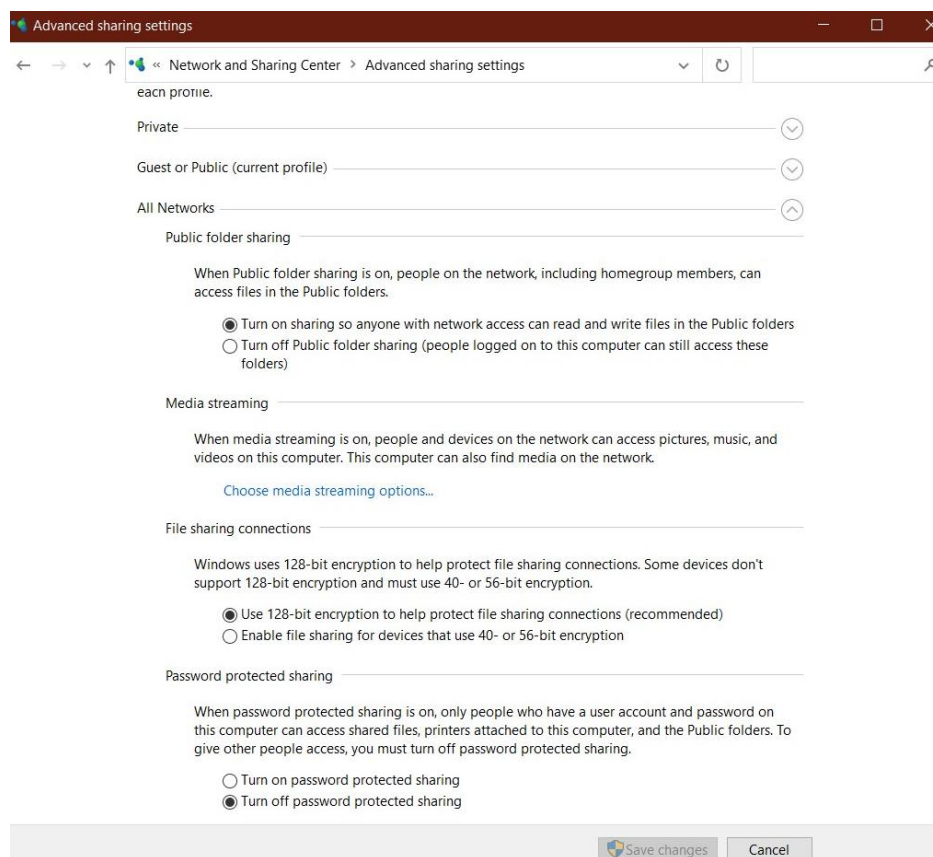 Advanced sharing settings
« Network and Sharing Center > Advanced sharing settings
each profile.
Private
Guest or Public (current profile)
All Networks
Public folder sharing
When Public folder sharing is on, people on the network, including homegroup members, can
access files in the Public folders.
Turn on sharing so anyone with network access can read and write files in the Public folders
Turn off Public folder sharing (people logged on to this computer can still access these
folders)
Media streaming
When media streaming is on, people and devices on the network can access pictures, music, and
videos on this computer. This computer can also find media on the network.
Choose media streaming options...
File sharing connections
Windows uses 128-bit encryption to help protect file sharing connections. Some devices don't
support 128-bit encryption and must use 40- or 56-bit encryption.
Use 128-bit encryption to help protect file sharing connections (recommended)
Enable file sharing for devices that use 40- or 56-bit encryption
Password protected sharing
When password protected sharing is on, only people who have a user account and password on
this computer can access shared files, printers attached to this computer, and the Public folders. To
give other people access, you must turn off password protected sharing.
Turn on password protected sharing
Turn off password protected sharing
Save changes Cancel